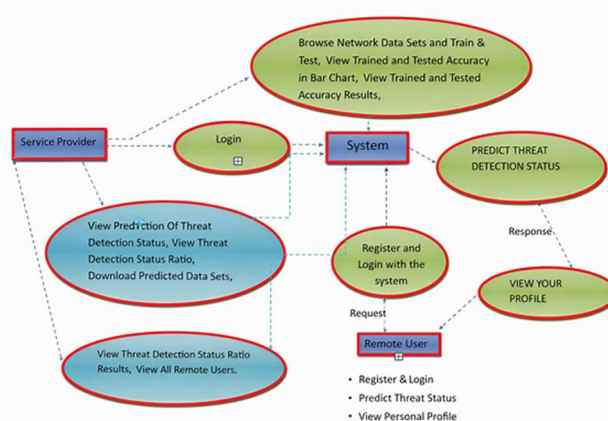 Browse Network Data Sets and Train &
Test, View Trained and Tested Accuracy
in Bar Chart, View Trained and Tested
Accuracy Results,
Service Provider
Login
System
PREDICT THREAT
DETECTION STATUS
View Prediction Of Threat
Detection Status, View Threat
Detection Status Ratio,
Download Predicted Data Sets,
Register and
Login with the
system
Response
VIEW YOUR
PROFILE
Request
Remote User
View Threat Detection Status Ratio
Results, View All Remote Users.
• Register & Login
• Predict Threat Status
• View Personal Profile